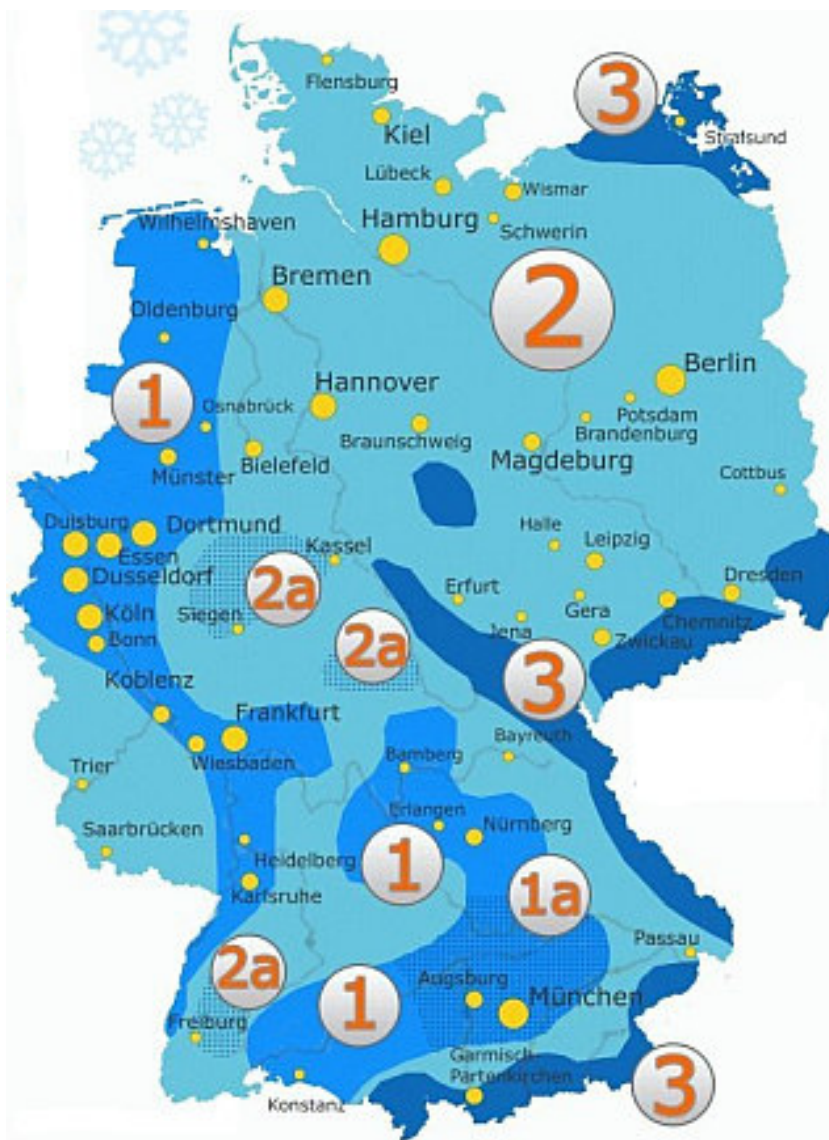 Flensburg
3
Stralsund
Kiel
Lübeck
Wismar
Hamburg
Schwerin
Wilhelmshaven
Bremen
2
Oldenburg
Berlin
1
Hannover
Osnabrück
Potsdam
Braunschweig
Brandenburg
Münster
Bielefeld
Magdeburg
Cottbus
Duisburg
Dortmund
Essen
Kassel
Halle
Leipzig
Dusseldorf
2a
Erfurt
Dresden
Köln
Siegen
Gera
Chemnitz
Jena
Bonn
2a
Zwickau
Koblenz
3
Frankfurt
Wiesbaden
Bamberg
Bayreuth
Trier
Erlangen
Nürnberg
Saarbrücken
Heidelberg
1
Karlsruhe
1a
Passau
2a
Augsburg
1
München
Freiburg
Garmisch-
Partenkirchen
3
Konstanz